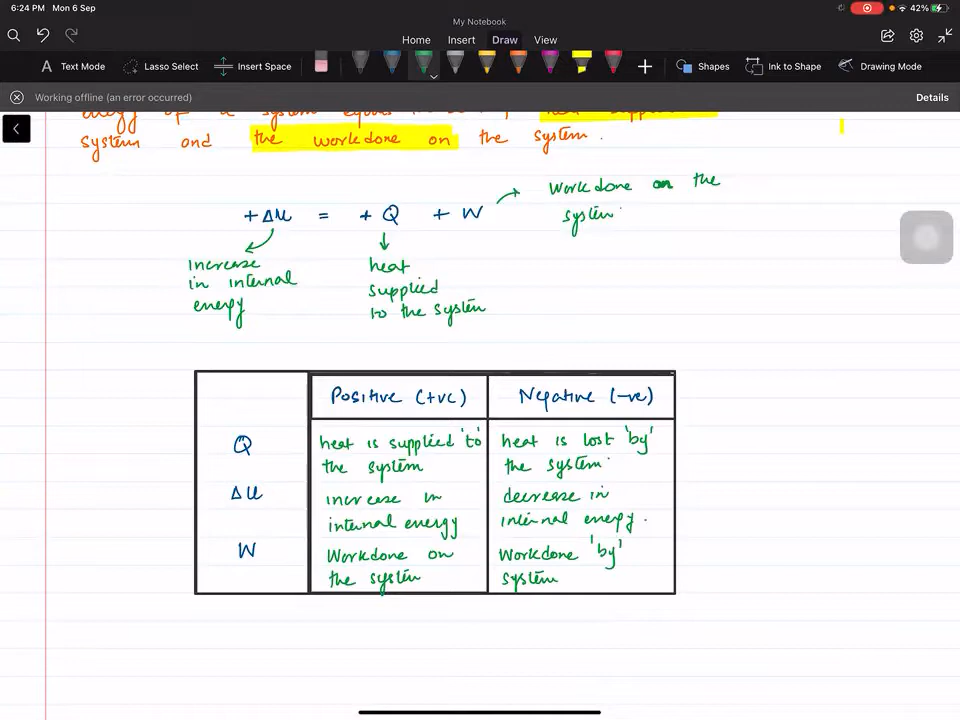 6:24 PM Mon 6 Sep
42%
My Notebook
Home Insert Draw View
Text Mode Lasso Select Insert Space Shapes Ink to Shape Drawing Mode
Working offline (an error occurred) Details
of a system equals
system and the workdone on the system.
+ΔU = +Q +W → Workdone on the
system
increase
in internal
energy
heat
supplied
to the system
Positive (+ve) Negative (-ve)
Q heat is supplied 'to' heat is lost 'by'
the system the system.
ΔU increase in decrease in
internal energy internal energy.
W Workdone on Workdone 'by'
the system system